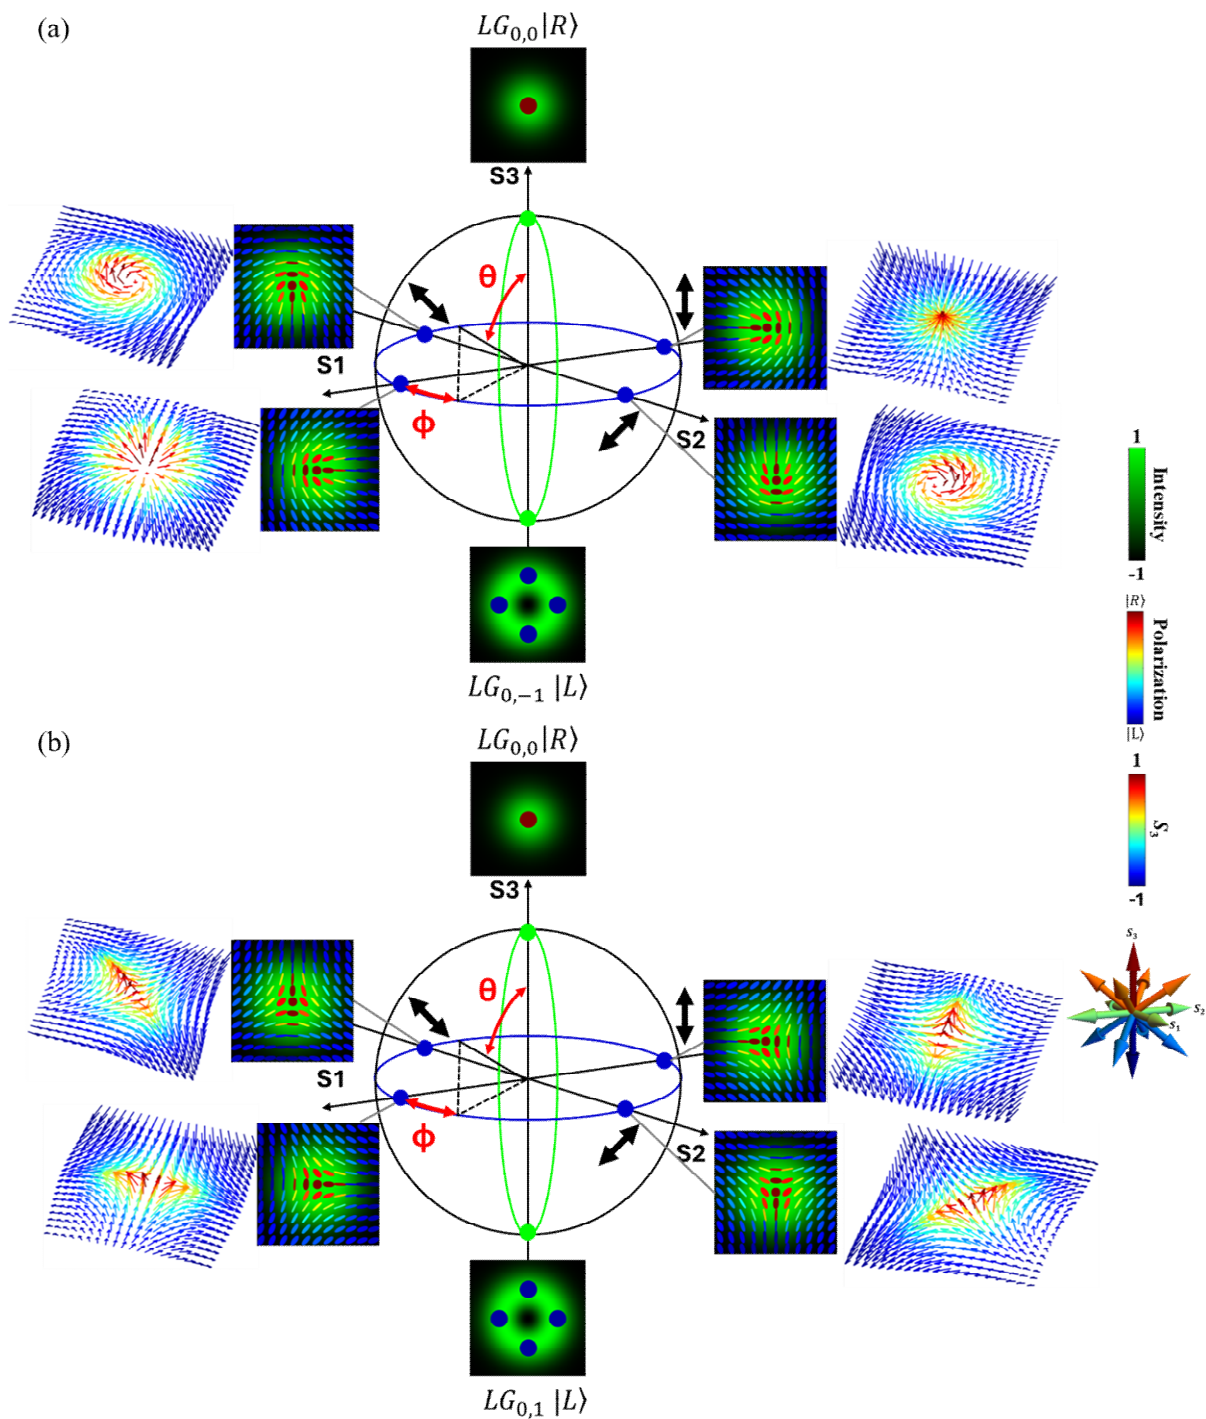 (a)
LG₀,₀|R⟩
S3
θ
S1
ϕ
S2
LG₀,₋₁ |L⟩
1
Intensity
-1
|R⟩
Polarization
|L⟩
1
S₃
-1
(b)
LG₀,₀|R⟩
S3
θ
S1
ϕ
S2
LG₀,₁ |L⟩
s₃
s₂
s₁